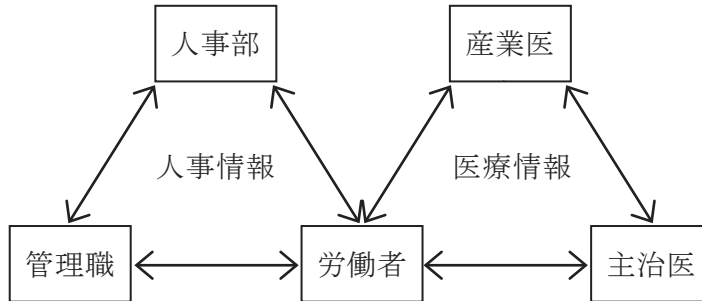 人事部
産業医
人事情報
医療情報
管理職
労働者
主治医